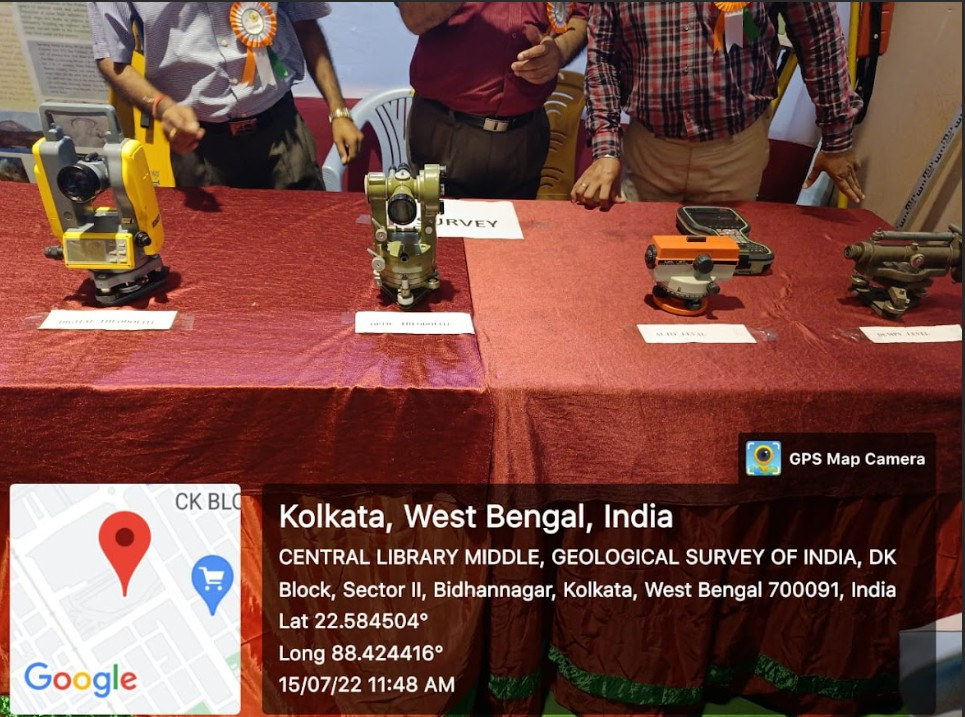 SURVEY
DIGITAL THEODOLITE
OPTIC THEODOLITE
AUTO LEVEL
DUMPY LEVEL
GPS Map Camera
CK BLO
Google
Kolkata, West Bengal, India
CENTRAL LIBRARY MIDDLE, GEOLOGICAL SURVEY OF INDIA, DK
Block, Sector II, Bidhannagar, Kolkata, West Bengal 700091, India
Lat 22.584504°
Long 88.424416°
15/07/22 11:48 AM